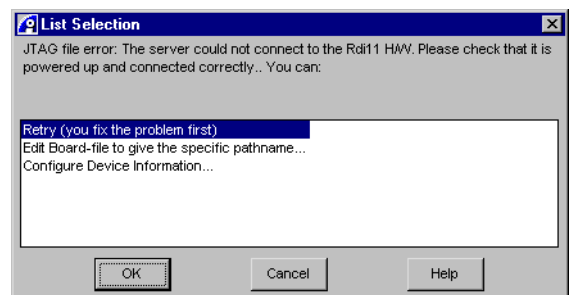 List Selection
JTAG file error: The server could not connect to the Rdi11 H/W. Please check that it is
powered up and connected correctly.. You can:
Retry (you fix the problem first)
Edit Board-file to give the specific pathname...
Configure Device Information...
OK Cancel Help